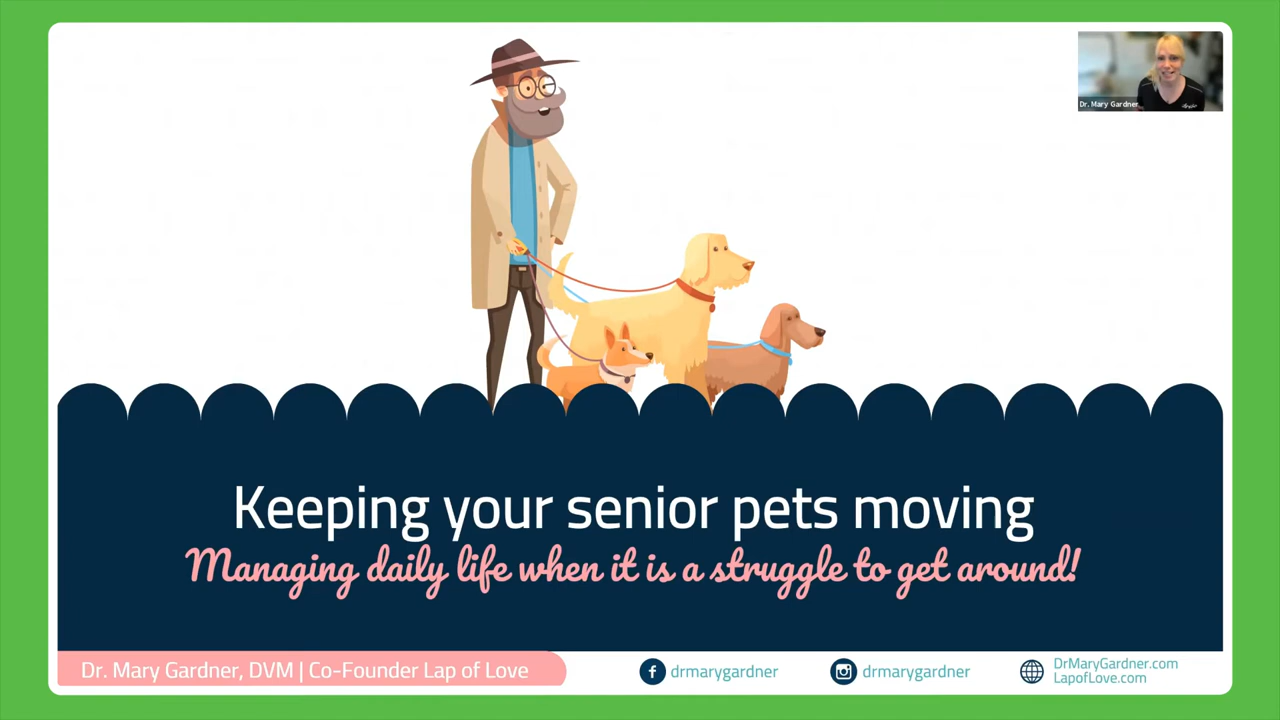 Dr. Mary Gardner
Keeping your senior pets moving
Managing daily life when it is a struggle to get around!
Dr. Mary Gardner, DVM | Co-Founder Lap of Love
drmarygardner
drmarygardner
DrMaryGardner.com
LapofLove.com